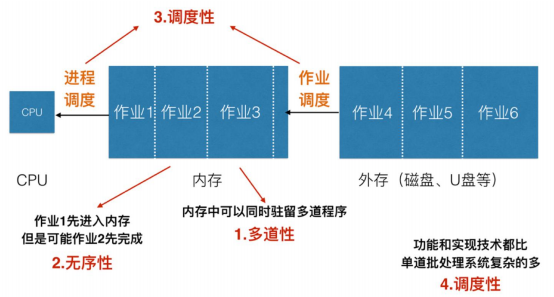 3.调度性
进程
调度
作业
调度
CPU
作业1
作业2
作业3
作业4
作业5
作业6
CPU
内存
外存（磁盘、U盘等）
作业1先进入内存
但是可能作业2先完成
2.无序性
内存中可以同时驻留多道程序
1.多道性
功能和实现技术都比
单道批处理系统复杂的多
4.调度性